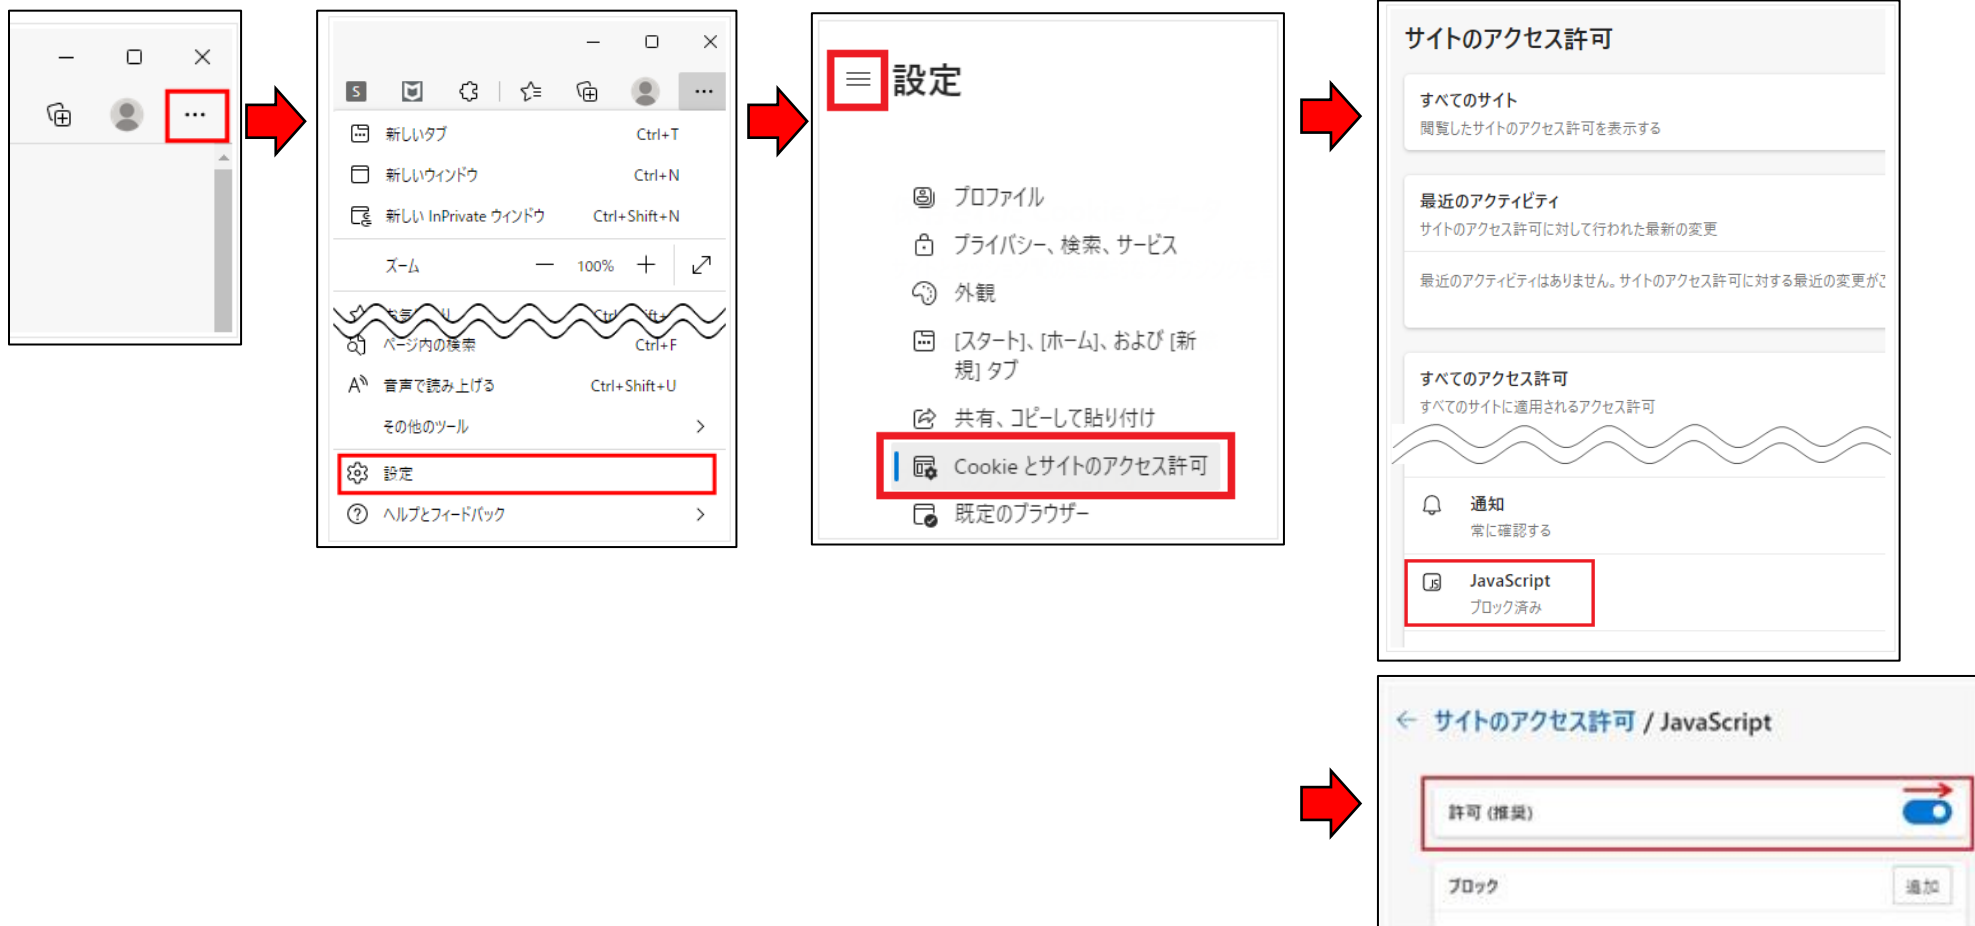 S
新しいタブ Ctrl+T
新しいウィンドウ Ctrl+N
新しい InPrivate ウィンドウ Ctrl+Shift+N
ズーム 100%
ページ内の検索 Ctrl+F
音声で読み上げる Ctrl+Shift+U
その他のツール
設定
ヘルプとフィードバック
設定
プロファイル
プライバシー、検索、サービス
外観
[スタート]、[ホーム]、および [新
規] タブ
共有、コピーして貼り付け
Cookie とサイトのアクセス許可
既定のブラウザー
サイトのアクセス許可
すべてのサイト
閲覧したサイトのアクセス許可を表示する
最近のアクティビティ
サイトのアクセス許可に対して行われた最新の変更
最近のアクティビティはありません。サイトのアクセス許可に対する最近の変更が
すべてのアクセス許可
すべてのサイトに適用されるアクセス許可
通知
常に確認する
JS
JavaScript
ブロック済み
サイトのアクセス許可 / JavaScript
許可 (推奨)
ブロック 追加